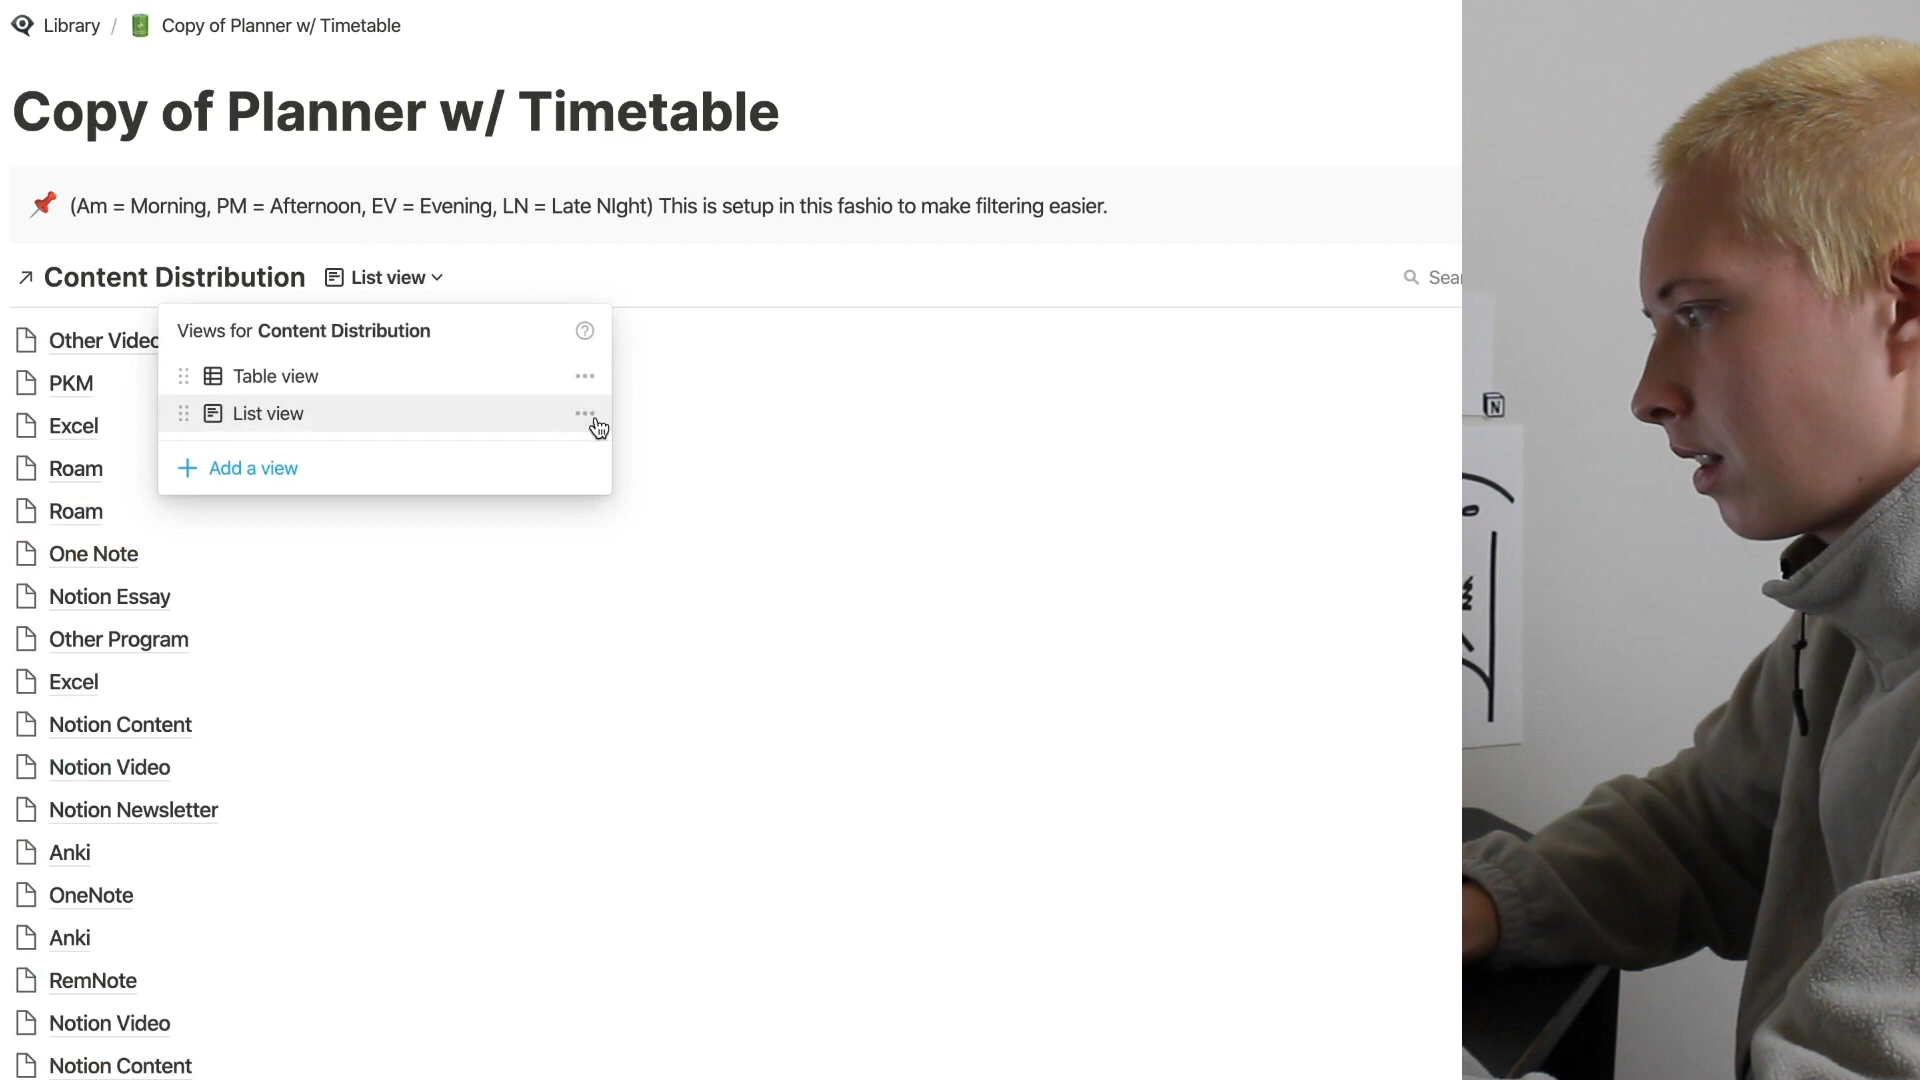 Library / Copy of Planner w/ Timetable
Copy of Planner w/ Timetable
(Am = Morning, PM = Afternoon, EV = Evening, LN = Late NIght) This is setup in this fashio to make filtering easier.
Content Distribution List view
Views for Content Distribution
Table view
List view
Add a view
Other Video
PKM
Excel
Roam
Roam
One Note
Notion Essay
Other Program
Excel
Notion Content
Notion Video
Notion Newsletter
Anki
OneNote
Anki
RemNote
Notion Video
Notion Content
N